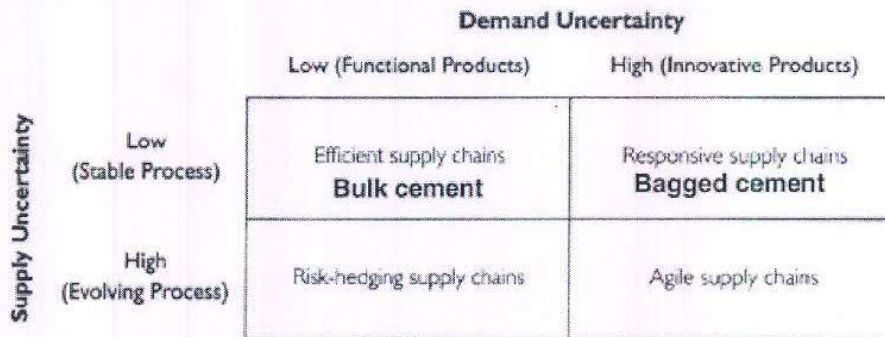 Demand Uncertainty
Low (Functional Products) High (Innovative Products)
Supply Uncertainty
Low
(Stable Process)
Efficient supply chains
Bulk cement
Responsive supply chains
Bagged cement
High
(Evolving Process)
Risk-hedging supply chains
Agile supply chains